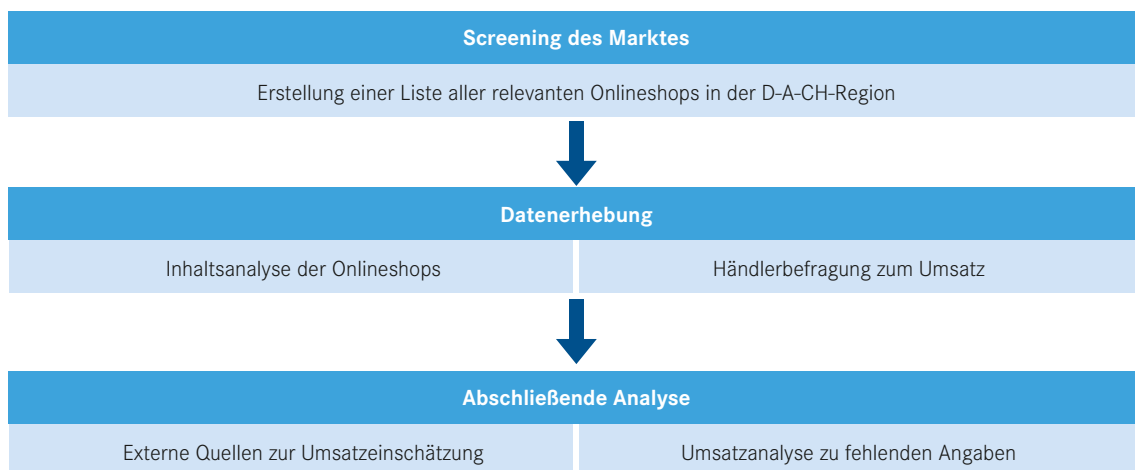 Screening des Marktes
Erstellung einer Liste aller relevanten Onlineshops in der D-A-CH-Region
Datenerhebung
Inhaltsanalyse der Onlineshops
Händlerbefragung zum Umsatz
Abschließende Analyse
Externe Quellen zur Umsatzeinschätzung
Umsatzanalyse zu fehlenden Angaben